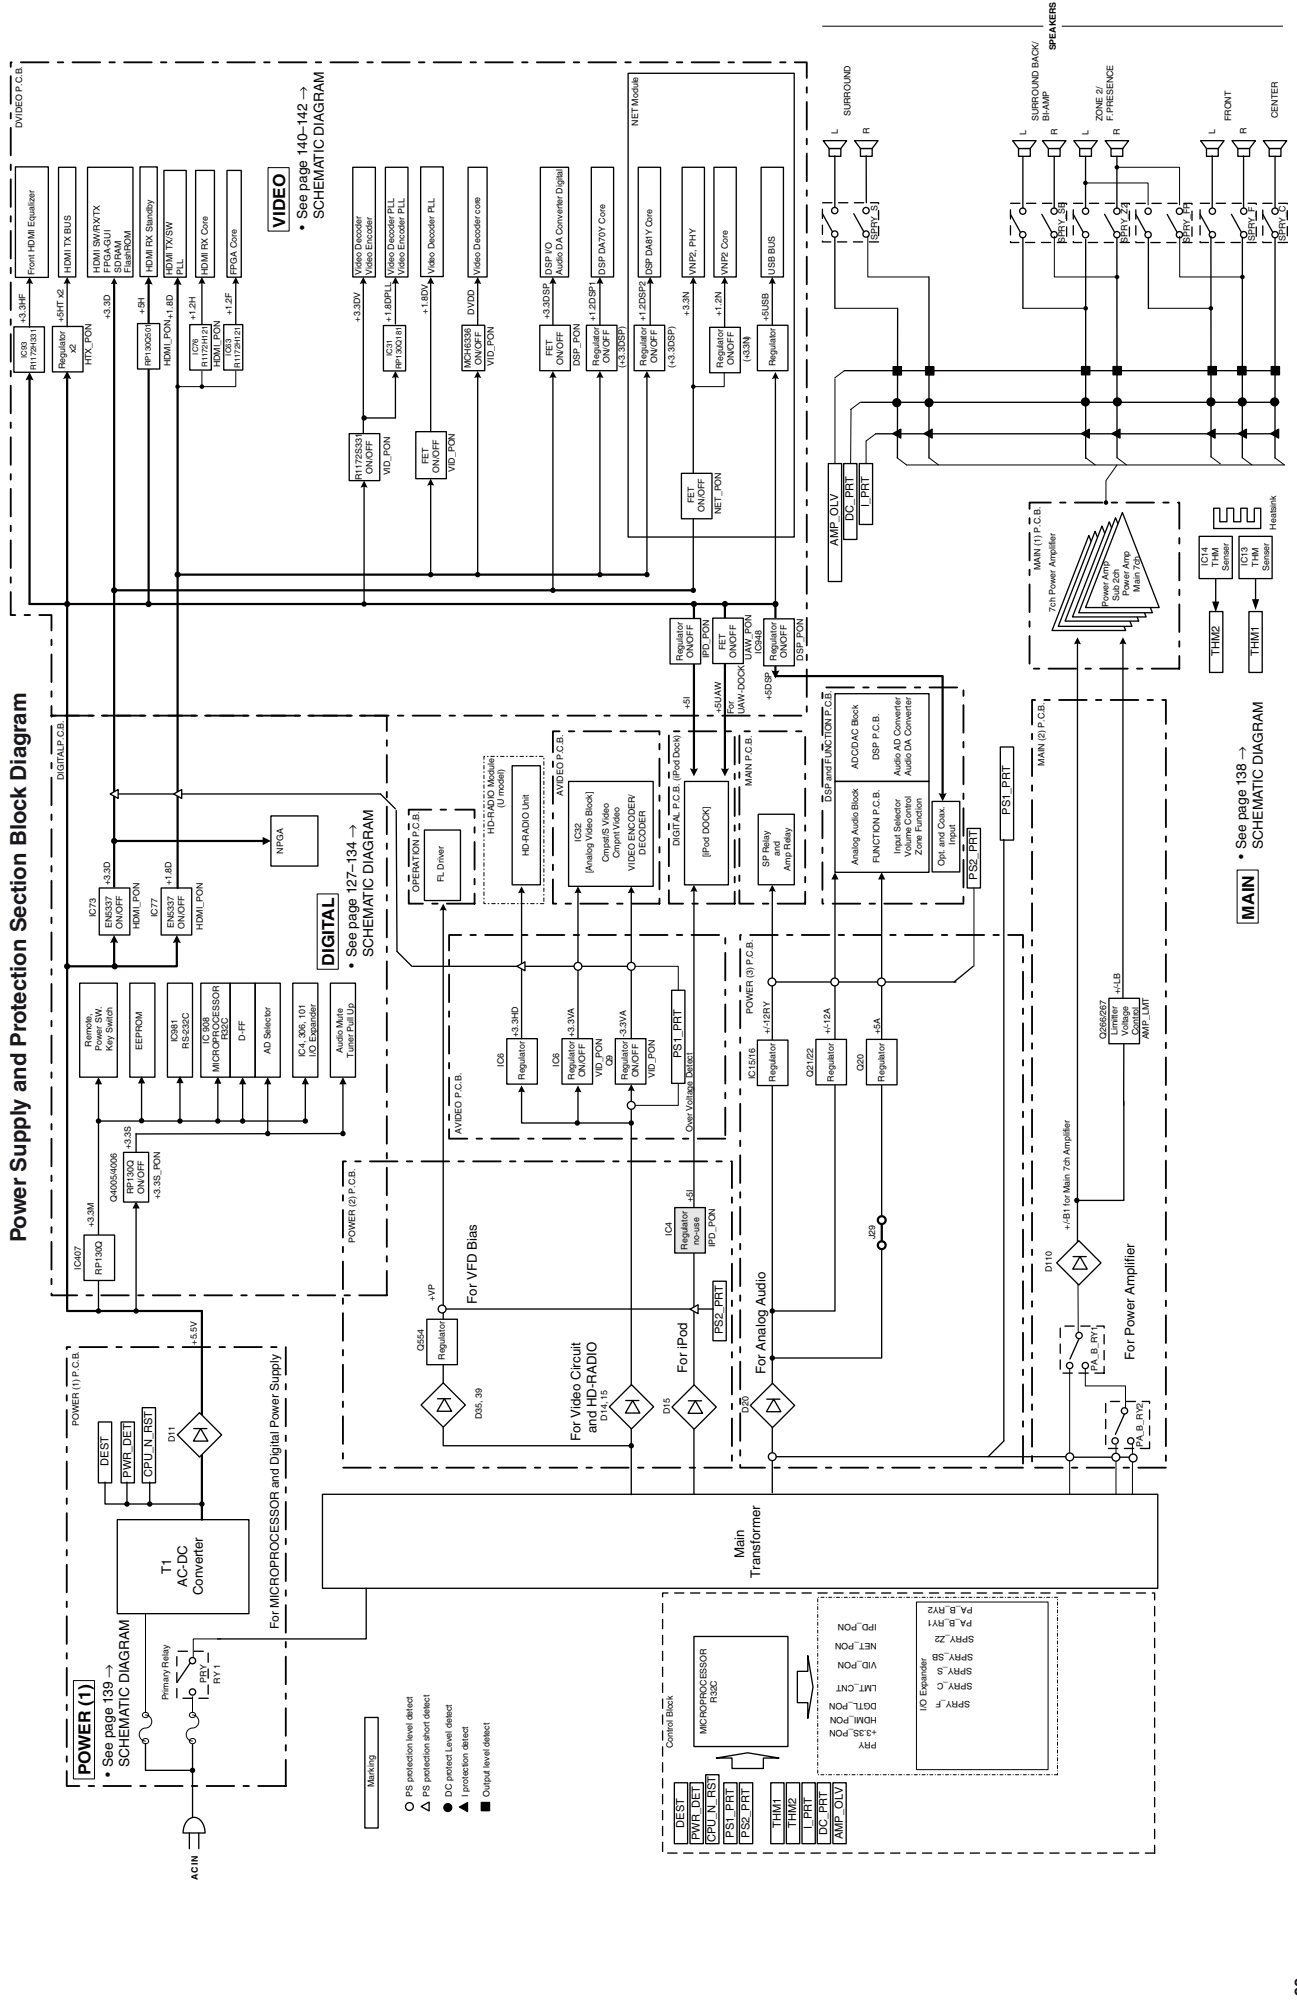 Power Supply and Protection Section Block Diagram
POWER (1)
• See page 139 →
SCHEMATIC DIAGRAM
POWER (1) P.C.B.
AC IN
Primary Relay
PRY
RY 1
T1
AC-DC
Converter
DEST
PWR_DET
CPU_N_RST
D11
+5.5V
For MICROPROCESSOR and Digital Power Supply
Marking
PS protection level detect
PS protection short detect
DC protect Level detect
I protection detect
Output level detect
Main
Transformer
Control Block
DEST
PWR_DET
CPU_N_RST
PS1_PRT
PS2_PRT
THM1
THM2
I_PRT
DC_PRT
AMP_OLV
MICROPROCESSOR
R32C
PRY
+3.3S_PON
HDMI_PON
DGTL_PON
LMT_CNT
VID_PON
NET_PON
IPD_PON
I/O Expander
SPRY_F
SPRY_C
SPRY_S
SPRY_SB
SPRY_Z2
PA_B_RY1
PA_B_RY2
DIGITAL P.C.B.
IC407
RP130Q
+3.3M
Q4005/4006
RP130Q
ON/OFF
+3.3S_PON
+3.3S
Remote,
Power SW.
Key Switch
EEPROM
IC981
RS-232C
IC 908
MICROPROCESSOR
R32C
D-FF
AD Selector
IC4, 306, 101
I/O Expander
Audio Mute
Tuner Pull Up
IC73
EN5337
ON/OFF
HDMI_PON
+3.3D
IC77
EN5337
ON/OFF
HDMI_PON
+1.8D
NPGA
DIGITAL
• See page 127–134 →
SCHEMATIC DIAGRAM
POWER (2) P.C.B.
Q554
Regulator
+VP
For VFD Bias
D35, 39
For Video Circuit
and HD-RADIO
D14,15
For iPod
D15
IC4
Regulator
no-use
IPD_PON
+5I
PS2_PRT
AVIDEO P.C.B.
IC6
Regulator
+3.3HD
IC6
Regulator
ON/OFF
VID_PON
+3.3VA
Q9
Regulator
ON/OFF
VID_PON
-3.3VA
PS1_PRT
Over Voltage Detect
OPERATION P.C.B.
FL Driver
HD-RADIO Module
(U model)
HD-RADIO Unit
AVIDEO P.C.B.
IC32
[Analog Video Block]
Cmpst/S Video
Cmpnt Video
VIDEO ENCODER/
DECODER
DIGITAL P.C.B. (iPod Dock)
[iPod DOCK]
MAIN P.C.B.
SP Relay
and
Amp Relay
DSP and FUNCTION P.C.B.
Analog Audio Block
FUNCTION P.C.B.
Input Selector
Volume Control
Zone Function
ADC/DAC Block
DSP P.C.B.
Audio AD Converter
Audio DA Converter
Opt. and Coax.
Input
PS2_PRT
PS1_PRT
POWER (3) P.C.B.
For Analog Audio
D20
IC15/16
Regulator
+/-12RY
Q21/22
Regulator
+/-12A
Q20
Regulator
+5A
J29
MAIN (2) P.C.B.
PA_B_RY1
PA_B_RY2
For Power Amplifier
D110
+/-B1 for Main 7ch Amplifier
Q266/267
Limitter
Voltage
Control
AMP_LMT
+/-LB
MAIN
• See page 138 →
SCHEMATIC DIAGRAM
MAIN (1) P.C.B.
7ch Power Amplifier
Power Amp
Sub 2ch
Power Amp
Main 7ch
THM2
THM1
IC14
THM
Senser
IC13
THM
Senser
Heatsink
AMP_OLV
DC_PRT
I_PRT
DVIDEO P.C.B.
IC93
R1172H331
+3.3HF
Front HDMI Equalizer
Regulator
x2
HTX_PON
+5HT x2
HDMI TX BUS
+3.3D
HDMI SW/RX/TX
FPGA-GUI
SDRAM
FlashROM
RP130Q501
HDMI_PON
+5H
HDMI RX Standby
+1.8D
HDMI TX/SW
PLL
IC76
R1172H121
HDMI_PON
+1.2H
HDMI RX Core
IC63
R1172H121
+1.2F
FPGA Core
VIDEO
• See page 140–142 →
SCHEMATIC DIAGRAM
R1172S331
ON/OFF
VID_PON
+3.3DV
Video Decoder
Video Encoder
IC31
RP130Q181
+1.8DPLL
Video Decoder PLL
Video Encoder PLL
FET
ON/OFF
VID_PON
+1.8DV
Video Decoder PLL
MCH6336
ON/OFF
VID_PON
DVDD
Video Decoder core
FET
ON/OFF
DSP_PON
+3.3DSP
DSP I/O
Audio DA Converter Digital
Regulator
ON/OFF
(+3.3DSP)
+1.2DSP1
DSP DA70Y Core
NET Module
Regulator
ON/OFF
(+3.3DSP)
+1.2DSP2
DSP DA81Y Core
FET
ON/OFF
NET_PON
+3.3N
VNP2, PHY
Regulator
ON/OFF
(+3.3N)
+1.2N
VNP2 Core
Regulator
+5USB
USB BUS
Regulator
ON/OFF
IPD_PON
+5I
FET
ON/OFF
UAW_PON
+5UAW
For
UAW-DOCK
IC948
Regulator
ON/OFF
DSP_PON
+5DSP
SPEAKERS
SURROUND
L
R
SPRY_S
SURROUND BACK/
BI-AMP
L
R
SPRY_SB
ZONE 2/
F.PRESENCE
L
R
SPRY_Z2
SPRY_FP
FRONT
L
R
SPRY_F
CENTER
SPRY_C